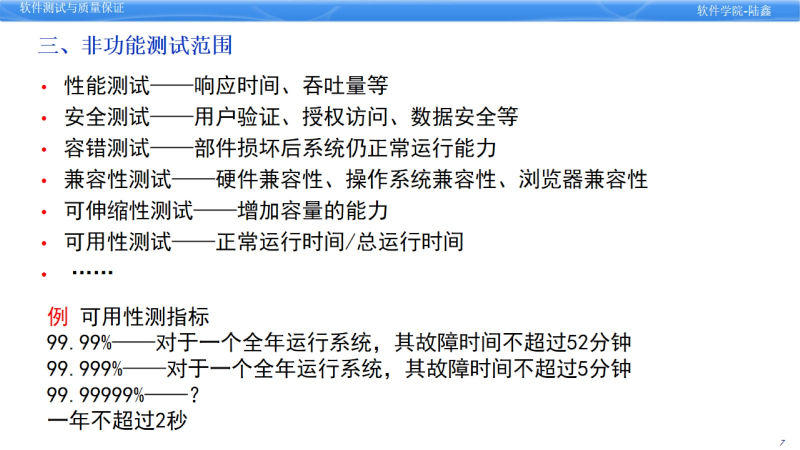 软件测试与质量保证
软件学院-陆鑫
三、非功能测试范围
• 性能测试——响应时间、吞吐量等
• 安全测试——用户验证、授权访问、数据安全等
• 容错测试——部件损坏后系统仍正常运行能力
• 兼容性测试——硬件兼容性、操作系统兼容性、浏览器兼容性
• 可伸缩性测试——增加容量的能力
• 可用性测试——正常运行时间/总运行时间
• ……
例 可用性测指标
99.99%——对于一个全年运行系统，其故障时间不超过52分钟
99.999%——对于一个全年运行系统，其故障时间不超过5分钟
99.99999%——?
一年不超过2秒
7